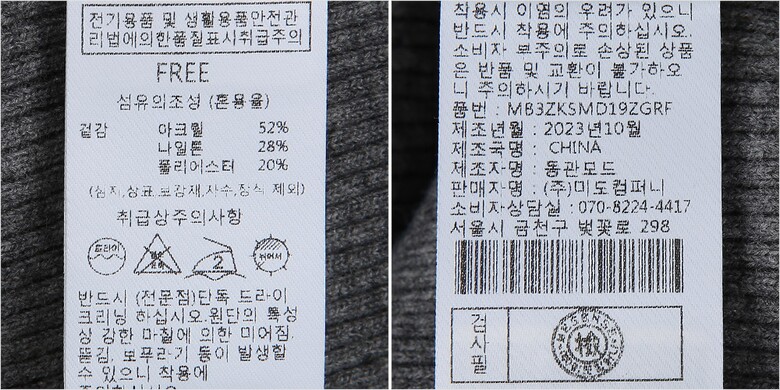 전기용품 및 생활용품안전관
리법에의한품질표시취급주의
FREE
섬유의조성 (혼용율)
겉감 아크릴 52%
나일론 28%
폴리에스터 20%
(심지,상표,보강재,자수,장식 제외)
취급상주의사항
드라이
2
반드시 (전문점)단독 드라이
크리닝 하십시오.원단의 특성
상 강한 마찰에 의한 미어짐,
뜯김, 보푸라기 등이 발생할
수 있으니 착용에
착용시 이염의 우려가 있으니
반드시 착용에 주의하십시오.
소비자 부주의로 손상된 상품
은 반품 및 교환이 불가하오
니 주의하시기 바랍니다.
품번 : MB3ZKSMD19ZGRF
제조년월 : 2023년10월
제조국명 : CHINA
제조자명 : 동관모드
판매자명 : (주)미도컴퍼니
소비자상담실 : 070-8224-4417
서울시 금천구 벚꽃로 298
검사필